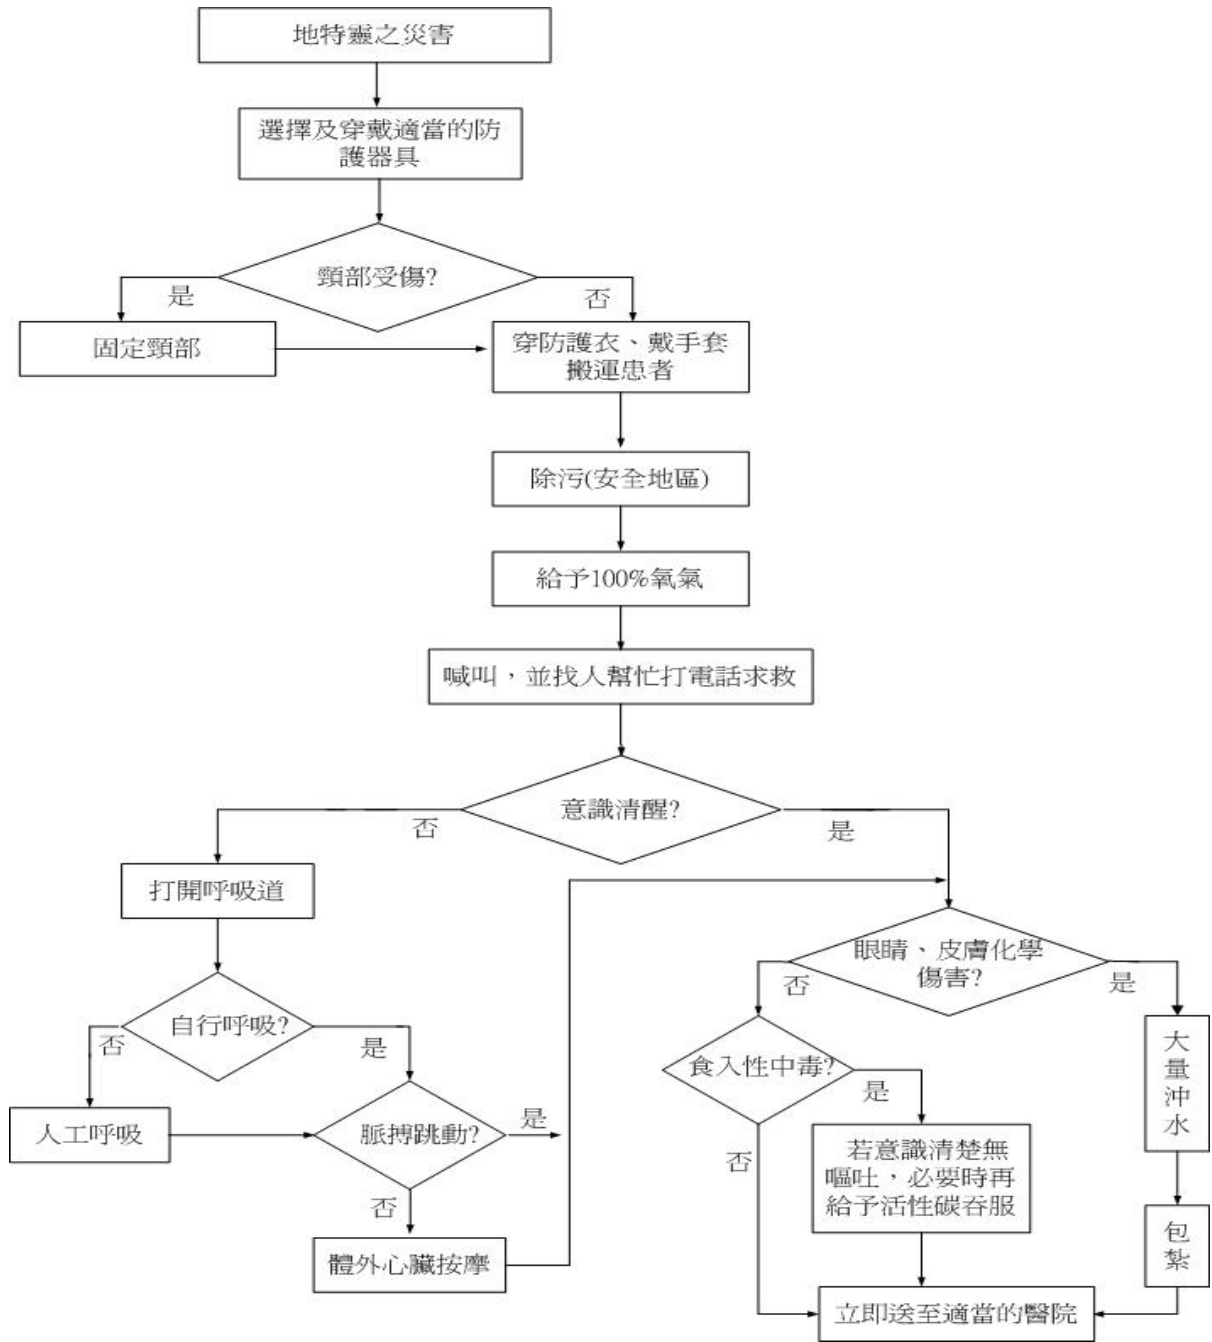 地特靈之災害
選擇及穿戴適當的防
護器具
頸部受傷?
是
否
固定頸部
穿防護衣、戴手套
搬運患者
除污(安全地區)
給予100%氧氣
喊叫，並找人幫忙打電話求救
意識清醒?
否
是
打開呼吸道
眼睛、皮膚化學
傷害?
否
是
自行呼吸?
否
是
食入性中毒?
是
否
大
量
沖
水
人工呼吸
脈搏跳動?
是
否
若意識清楚無
嘔吐，必要時再
給予活性碳吞服
體外心臟按摩
包
紮
立即送至適當的醫院